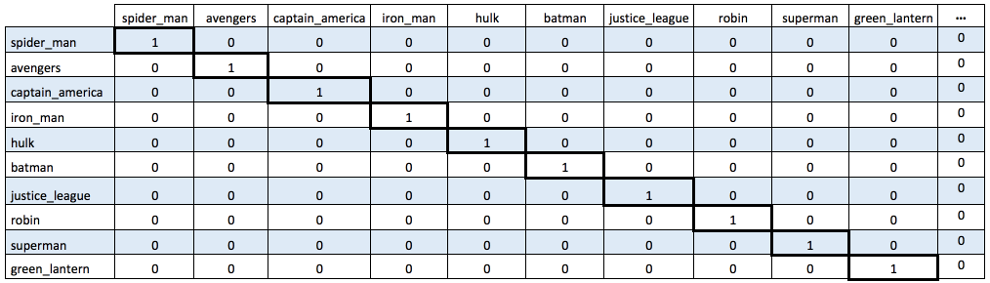 spider_man avengers captain_america iron_man hulk batman justice_league robin superman green_lantern ...
spider_man 1 0 0 0 0 0 0 0 0 0 0
avengers 0 1 0 0 0 0 0 0 0 0 0
captain_america 0 0 1 0 0 0 0 0 0 0 0
iron_man 0 0 0 1 0 0 0 0 0 0 0
hulk 0 0 0 0 1 0 0 0 0 0 0
batman 0 0 0 0 0 1 0 0 0 0 0
justice_league 0 0 0 0 0 0 1 0 0 0 0
robin 0 0 0 0 0 0 0 1 0 0 0
superman 0 0 0 0 0 0 0 0 1 0 0
green_lantern 0 0 0 0 0 0 0 0 0 1 0